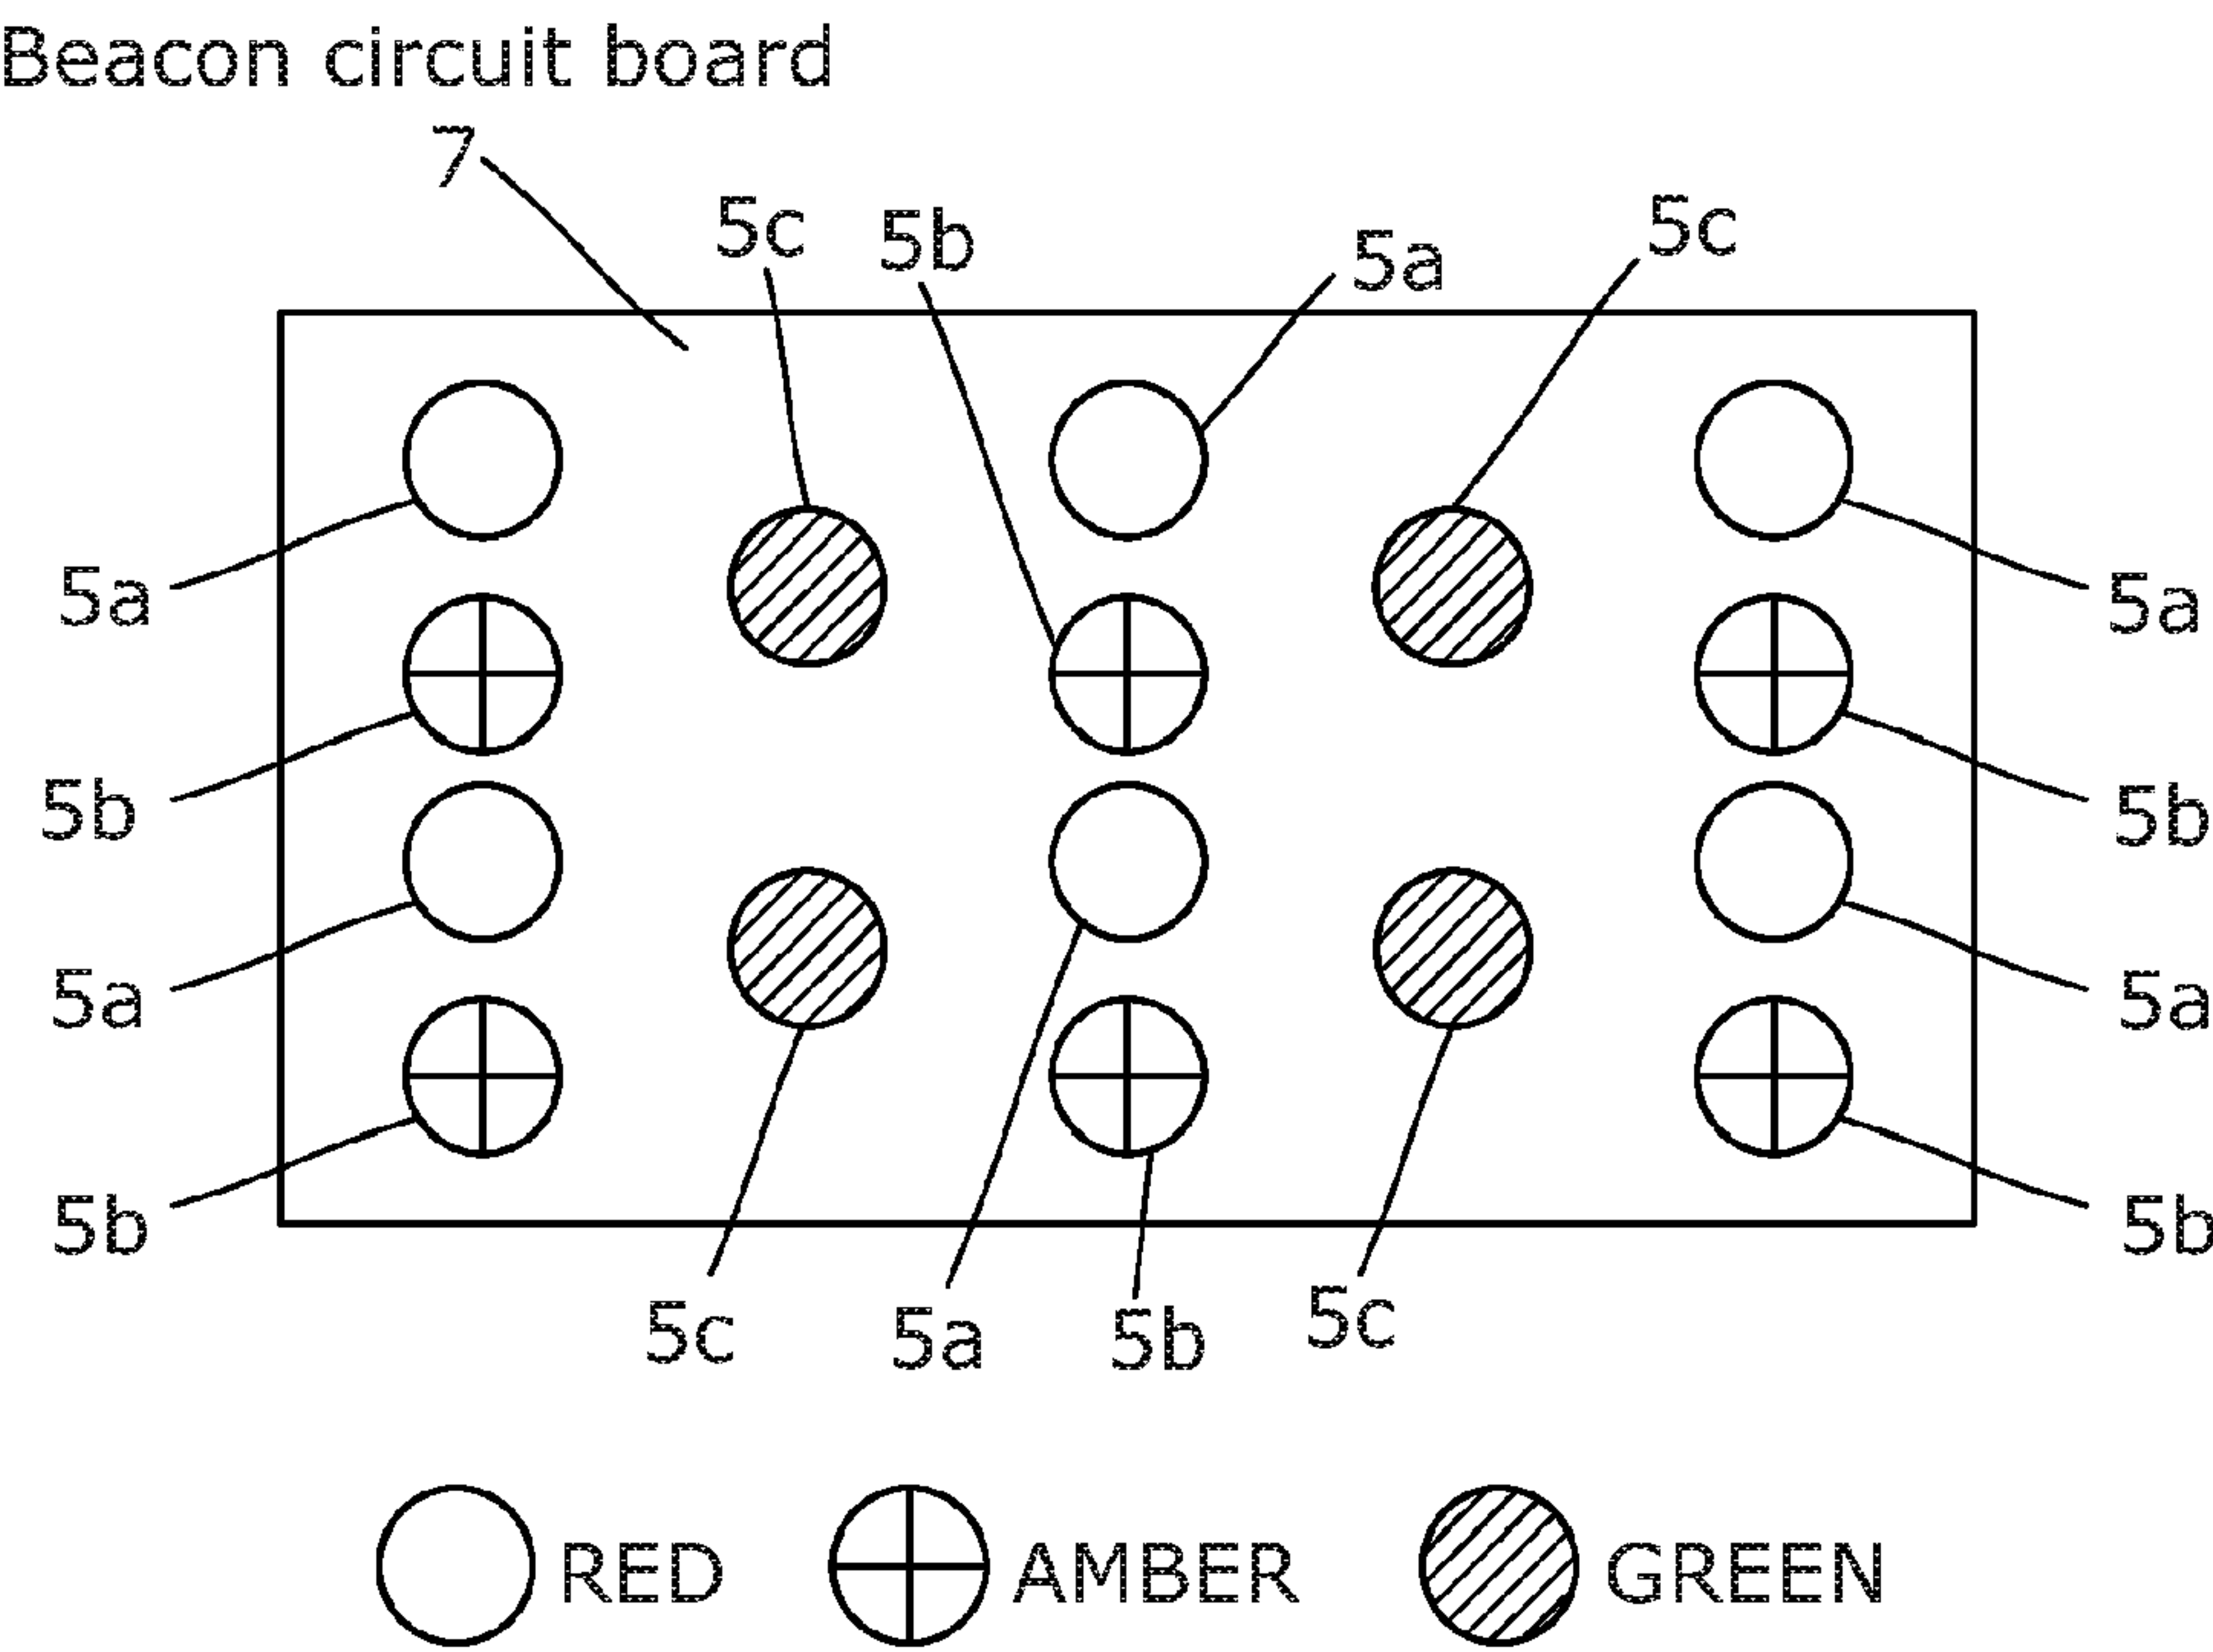 Beacon circuit board
7
5c 5b 5a 5c
5a 5a
5b 5b
5a 5a
5b 5b
5c 5a 5b 5c
RED AMBER GREEN